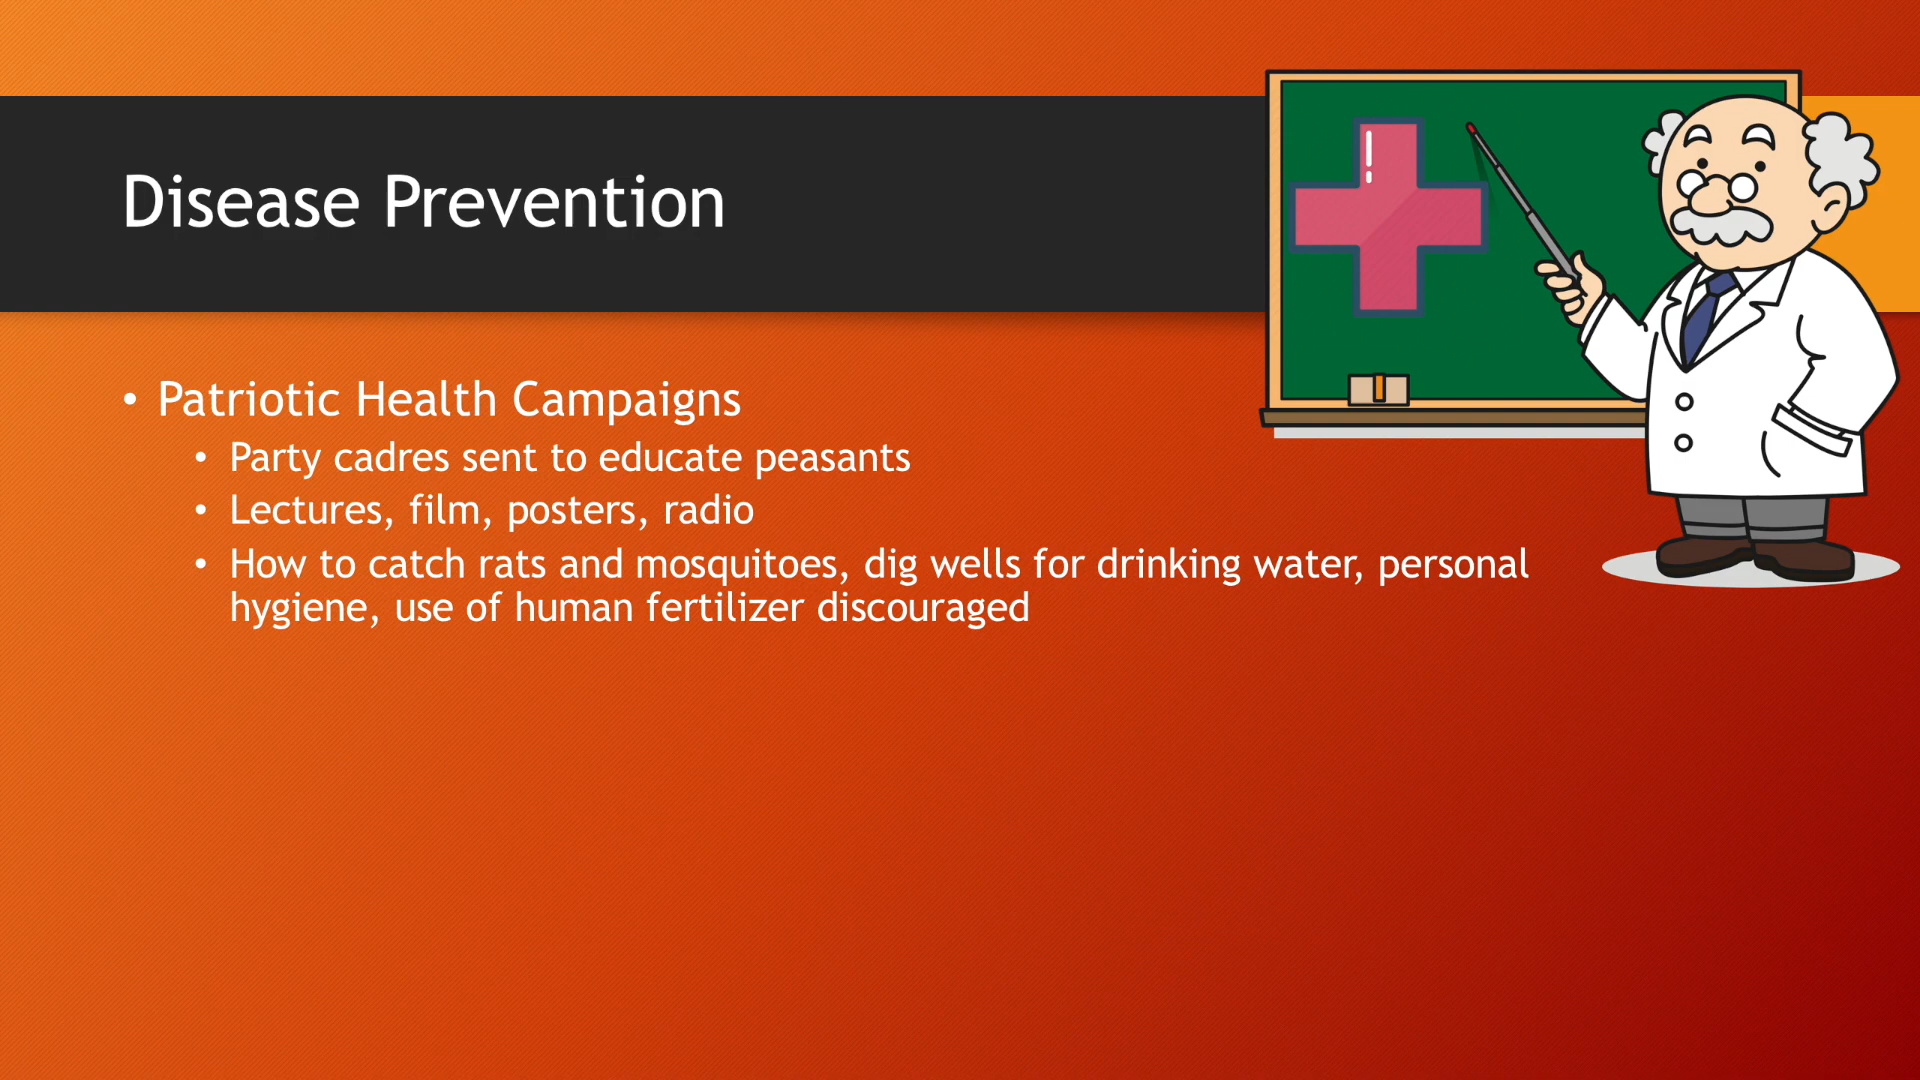 Disease Prevention
• Patriotic Health Campaigns
• Party cadres sent to educate peasants
• Lectures, film, posters, radio
• How to catch rats and mosquitoes, dig wells for drinking water, personal
hygiene, use of human fertilizer discouraged